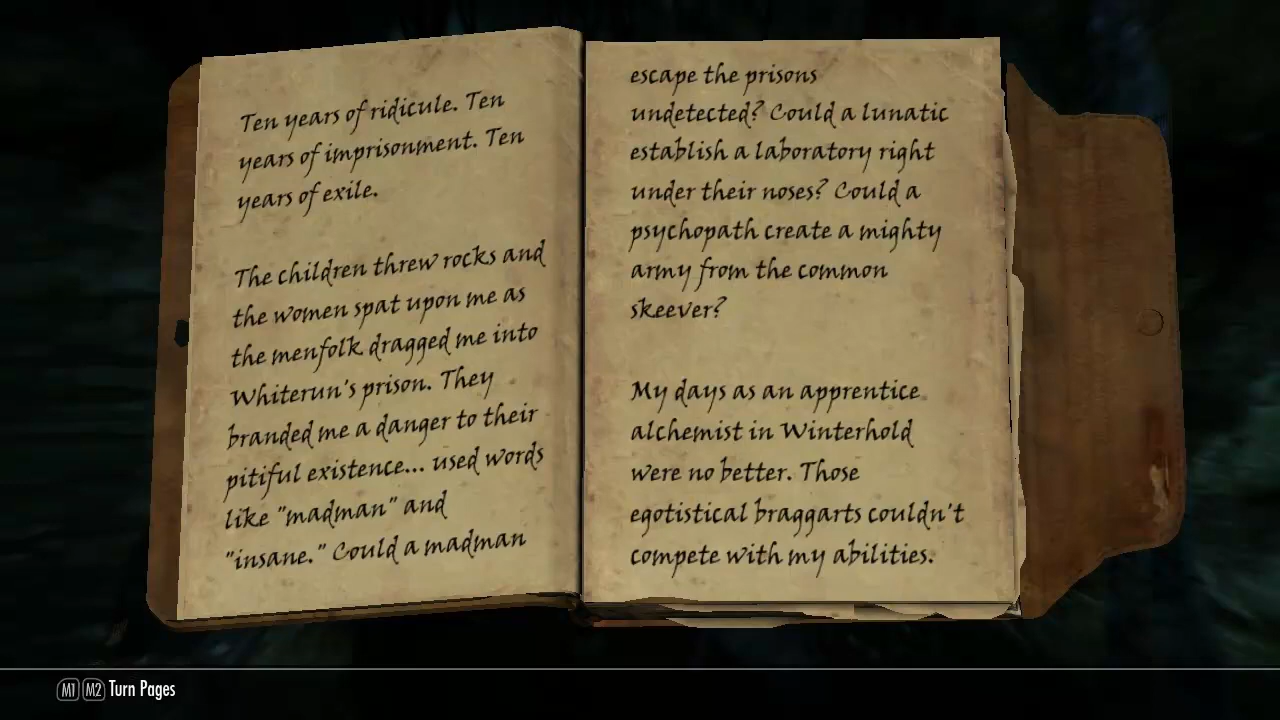 Ten years of ridicule. Ten
years of imprisonment. Ten
years of exile.
The children threw rocks and
the women spat upon me as
the menfolk dragged me into
Whiterun's prison. They
branded me a danger to their
pitiful existence... used words
like "madman" and
"insane." Could a madman
escape the prisons
undetected? Could a lunatic
establish a laboratory right
under their noses? Could a
psychopath create a mighty
army from the common
skeever?
My days as an apprentice
alchemist in Winterhold
were no better. Those
egotistical braggarts couldn't
compete with my abilities.
M1 M2 Turn Pages